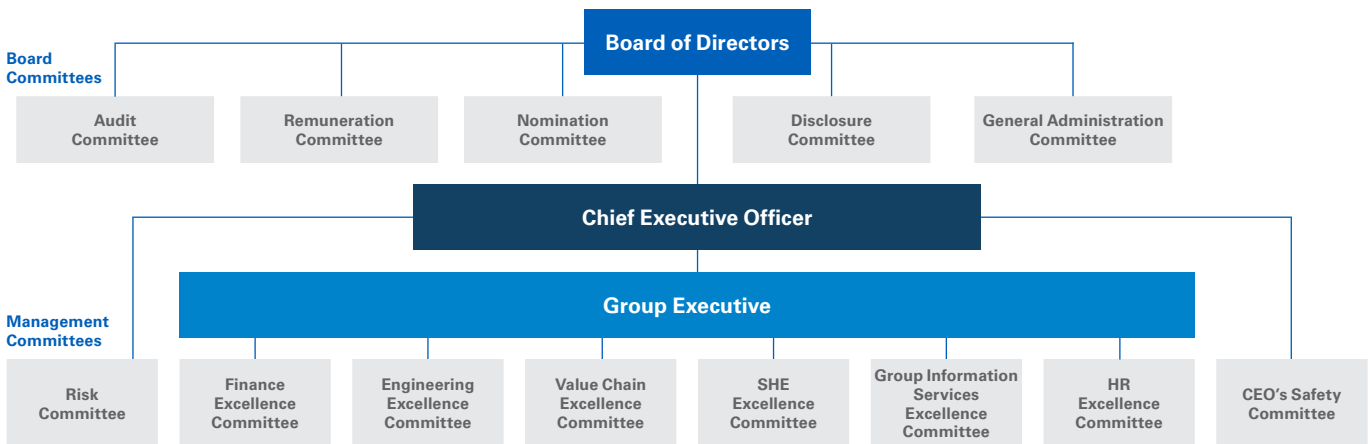 Board of Directors
Board
Committees
Audit
Committee
Remuneration
Committee
Nomination
Committee
Disclosure
Committee
General Administration
Committee
Chief Executive Officer
Group Executive
Management
Committees
Risk
Committee
Finance
Excellence
Committee
Engineering
Excellence
Committee
Value Chain
Excellence
Committee
SHE
Excellence
Committee
Group Information
Services
Excellence
Committee
HR
Excellence
Committee
CEO’s Safety
Committee